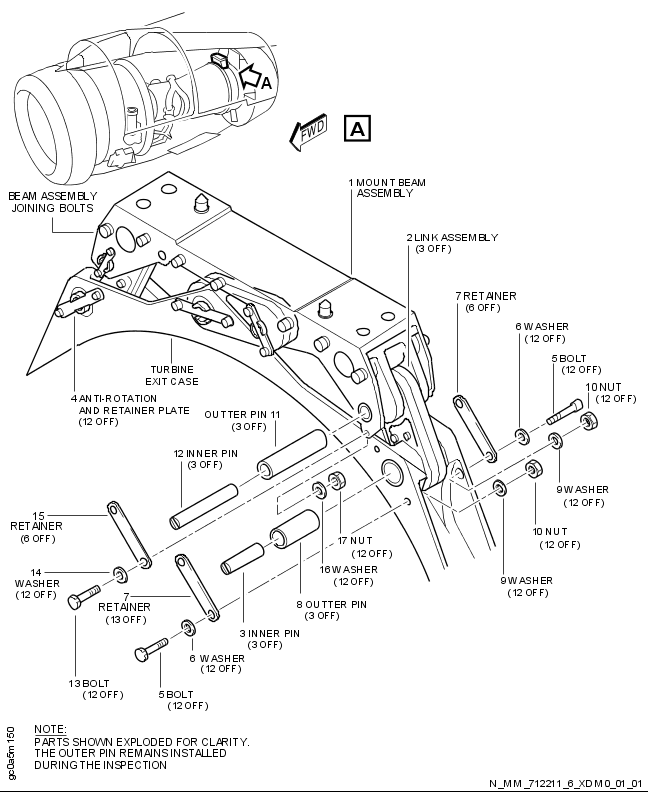 A
FWD
A
BEAM ASSEMBLY
JOINING BOLTS
1 MOUNT BEAM
ASSEMBLY
2 LINK ASSEMBLY
(3 OFF)
7 RETAINER
(6 OFF)
6 WASHER
(12 OFF)
5 BOLT
(12 OFF)
10 NUT
(12 OFF)
TURBINE
EXIT CASE
4 ANTI-ROTATION
AND RETAINER PLATE
(12 OFF)
OUTTER PIN 11
(3 OFF)
12 INNER PIN
(3 OFF)
9 WASHER
(12 OFF)
15
RETAINER
(6 OFF)
10 NUT
(12 OFF)
17 NUT
(12 OFF)
16 WASHER
(12 OFF)
14
WASHER
(12 OFF)
9 WASHER
(12 OFF)
7
RETAINER
(13 OFF)
8 OUTTER PIN
(3 OFF)
3 INNER PIN
(3 OFF)
6 WASHER
(12 OFF)
13 BOLT
(12 OFF)
5 BOLT
(12 OFF)
NOTE:
PARTS SHOWN EXPLODED FOR CLARITY.
THE OUTER PIN REMAINS INSTALLED
DURING THE INSPECTION
gc0a5m150
N_MM_712211_6_XDM0_01_01